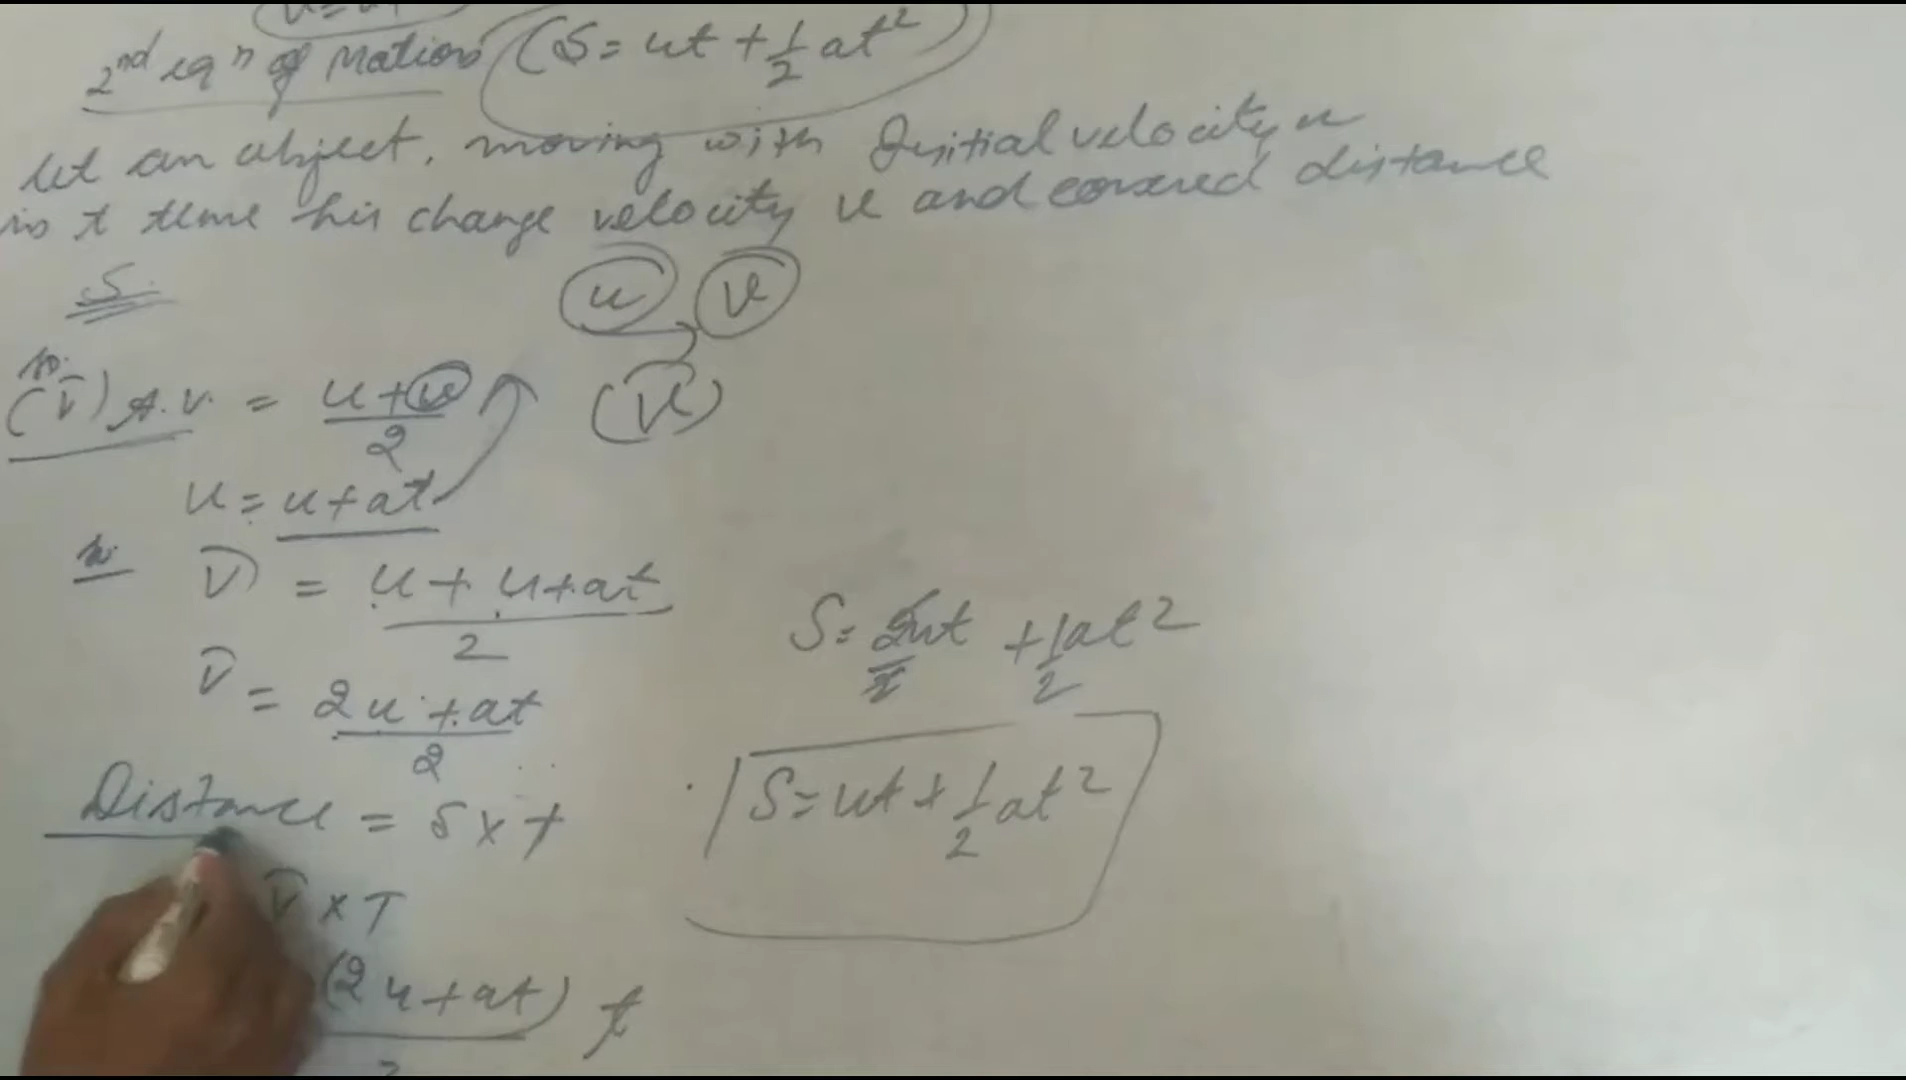 2nd eqn of Motion (S = ut + 1/2 at²)
let an object, moving with Initial velocity u
in t time his change velocity v and covered distance
S.
u v
(v̄) A.V. = u+v/2
(v̄)
v = u+at
v̄ = u + u+at/2
v̄ = 2u + at/2
Distance = S x t
v̄ x T
(2u+at) t
S = 2ut/2 + 1/2 at²
S = ut + 1/2 at²